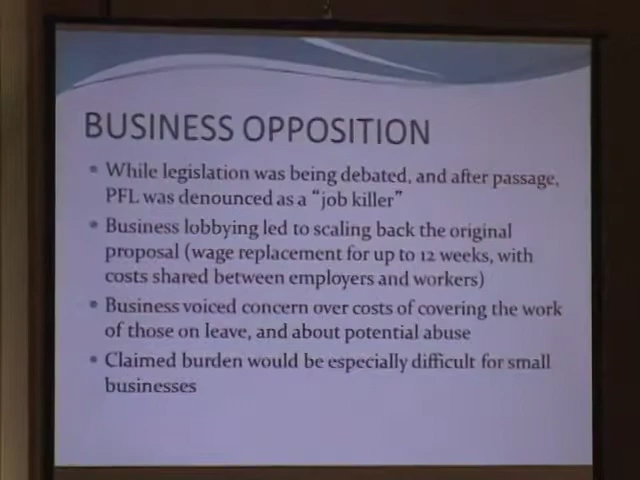 BUSINESS OPPOSITION
• While legislation was being debated, and after passage,
PFL was denounced as a “job killer”
• Business lobbying led to scaling back the original
proposal (wage replacement for up to 12 weeks, with
costs shared between employers and workers)
• Business voiced concern over costs of covering the work
of those on leave, and about potential abuse
• Claimed burden would be especially difficult for small
businesses